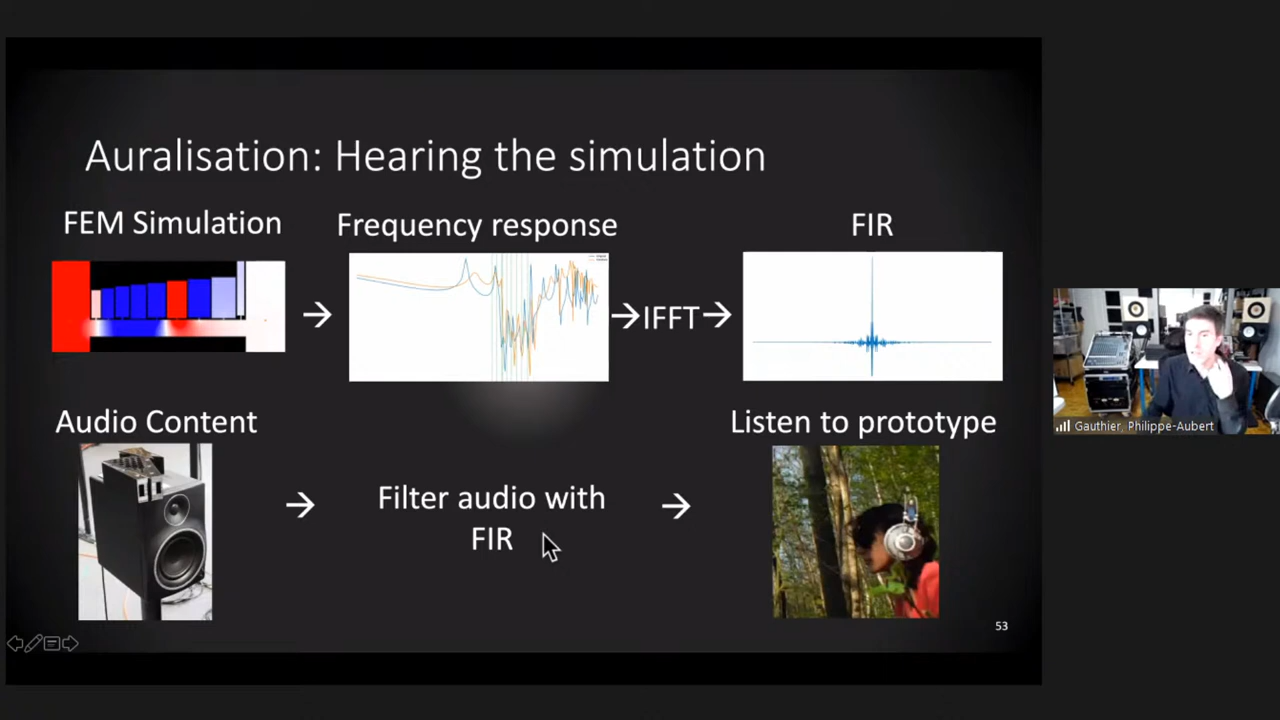 Auralisation: Hearing the simulation
FEM Simulation
Frequency response
FIR
→
→IFFT→
Audio Content
Listen to prototype
→
Filter audio with
FIR
→
53
Gauthier, Philippe-Aubert